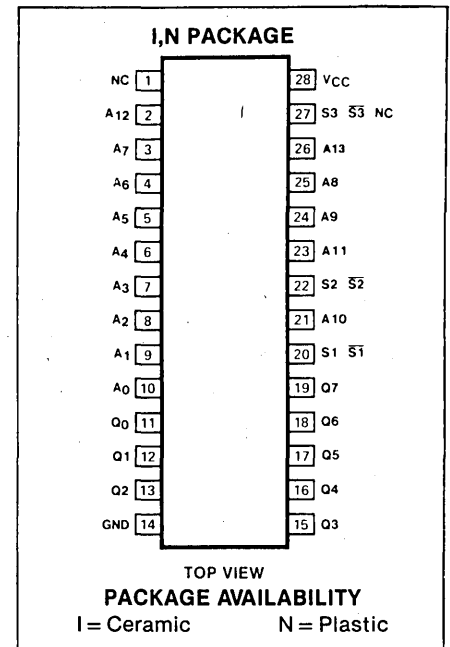 I,N PACKAGE
NC 1 28 VCC
A12 2 27 S3 S̅3̅ NC
A7 3 26 A13
A6 4 25 A8
A5 5 24 A9
A4 6 23 A11
A3 7 22 S2 S̅2̅
A2 8 21 A10
A1 9 20 S1 S̅1̅
A0 10 19 Q7
Q0 11 18 Q6
Q1 12 17 Q5
Q2 13 16 Q4
GND 14 15 Q3
TOP VIEW
PACKAGE AVAILABILITY
I = Ceramic N = Plastic